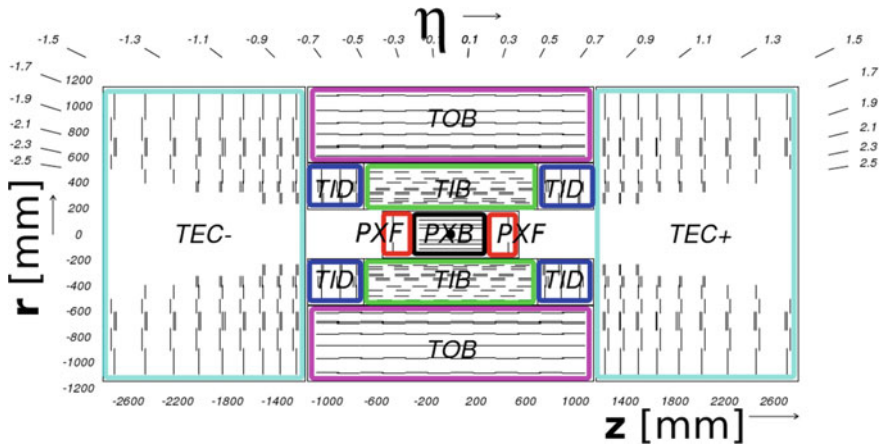 η
-1.5 -1.3 -1.1 -0.9 -0.7 -0.5 -0.3 -0.1 0.1 0.3 0.5 0.7 0.9 1.1 1.3 1.5
-1.7 1.7
-1.9 1.9
-2.1 2.1
-2.3 2.3
-2.5 2.5
r [mm]
1200
1000
800
600
400
200
0
-200
-400
-600
-800
-1000
-1200
TOB
TID TIB TID
TEC- PXF PXB PXF TEC+
TID TIB TID
TOB
-2600 -2200 -1800 -1400 -1000 -600 -200 200 600 1000 1400 1800 2200 2600
z [mm]